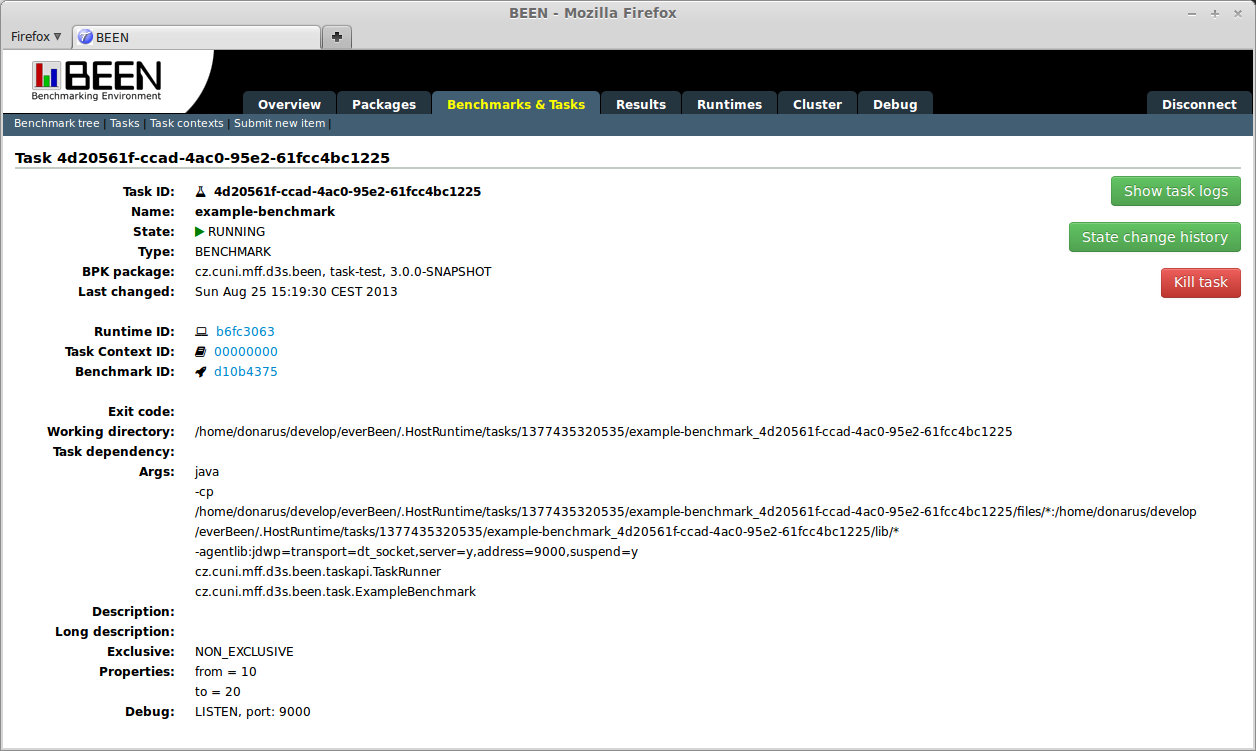 BEEN - Mozilla Firefox
Firefox
BEEN
BEEN
Benchmarking Environment
Overview Packages Benchmarks & Tasks Results Runtimes Cluster Debug Disconnect
Benchmark tree | Tasks | Task contexts | Submit new item |
Task 4d20561f-ccad-4ac0-95e2-61fcc4bc1225
Task ID: 4d20561f-ccad-4ac0-95e2-61fcc4bc1225
Show task logs
Name: example-benchmark
State: RUNNING
State change history
Type: BENCHMARK
BPK package: cz.cuni.mff.d3s.been, task-test, 3.0.0-SNAPSHOT
Kill task
Last changed: Sun Aug 25 15:19:30 CEST 2013
Runtime ID: b6fc3063
Task Context ID: 00000000
Benchmark ID: d10b4375
Exit code:
Working directory: /home/donarus/develop/everBeen/.HostRuntime/tasks/1377435320535/example-benchmark_4d20561f-ccad-4ac0-95e2-61fcc4bc1225
Task dependency:
Args: java
-cp
/home/donarus/develop/everBeen/.HostRuntime/tasks/1377435320535/example-benchmark_4d20561f-ccad-4ac0-95e2-61fcc4bc1225/files/*:/home/donarus/develop
/everBeen/.HostRuntime/tasks/1377435320535/example-benchmark_4d20561f-ccad-4ac0-95e2-61fcc4bc1225/lib/*
-agentlib:jdwp=transport=dt_socket,server=y,address=9000,suspend=y
cz.cuni.mff.d3s.been.taskapi.TaskRunner
cz.cuni.mff.d3s.been.task.ExampleBenchmark
Description:
Long description:
Exclusive: NON_EXCLUSIVE
Properties: from = 10
to = 20
Debug: LISTEN, port: 9000